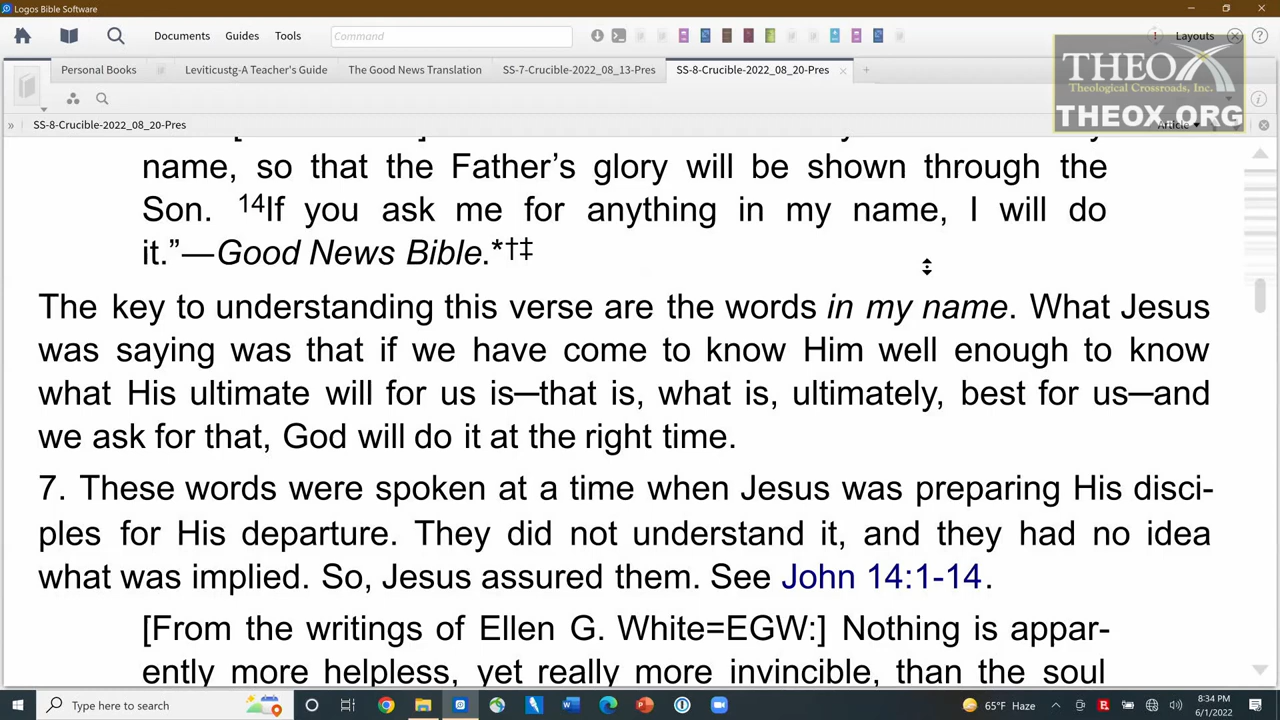 Logos Bible Software
Documents Guides Tools Command Layouts
Personal Books Leviticustg-A Teacher's Guide The Good News Translation SS-7-Crucible-2022_08_13-Pres SS-8-Crucible-2022_08_20-Pres
THEOX
Theological Crossroads, Inc.
THEOX.ORG
» SS-8-Crucible-2022_08_20-Pres Article
name, so that the Father’s glory will be shown through the
Son. 14If you ask me for anything in my name, I will do
it.”—Good News Bible.*†‡
The key to understanding this verse are the words in my name. What Jesus
was saying was that if we have come to know Him well enough to know
what His ultimate will for us is—that is, what is, ultimately, best for us—and
we ask for that, God will do it at the right time.
7. These words were spoken at a time when Jesus was preparing His disci-
ples for His departure. They did not understand it, and they had no idea
what was implied. So, Jesus assured them. See John 14:1-14.
[From the writings of Ellen G. White=EGW:] Nothing is appar-
ently more helpless, yet really more invincible, than the soul
Type here to search
65°F Haze
8:34 PM
6/1/2022